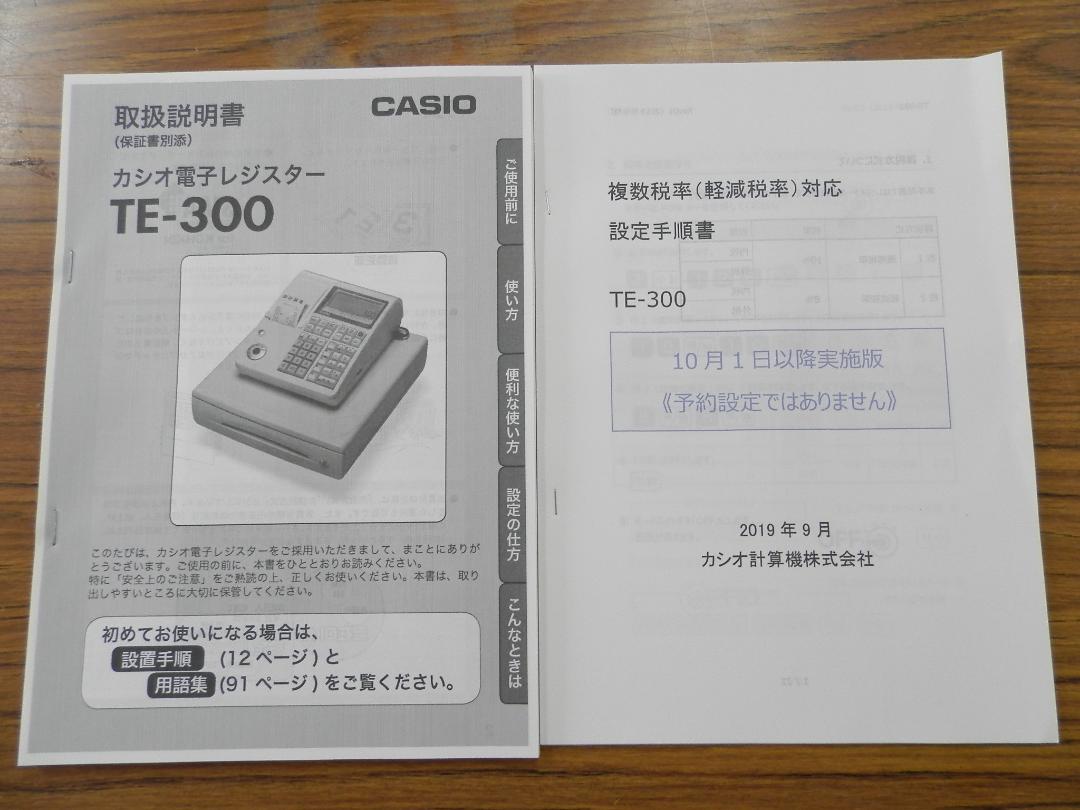 取扱説明書
(保証書別添)
CASIO
カシオ電子レジスター
TE-300
ご使用前に
使い方
便利な使い方
設定の仕方
こんなときは
このたびは、カシオ電子レジスターをご採用いただきまして、まことにありが
とうございます。ご使用の前に、本書をひととおりお読みください。
特に「安全上のご注意」をご熟読の上、正しくお使いください。本書は、取り
出しやすいところに大切に保管してください。
初めてお使いになる場合は、
設置手順 (12ページ)と
用語集 (91ページ)をご覧ください。
複数税率(軽減税率)対応
設定手順書
TE-300
10月1日以降実施版
《予約設定ではありません》
2019年9月
カシオ計算機株式会社